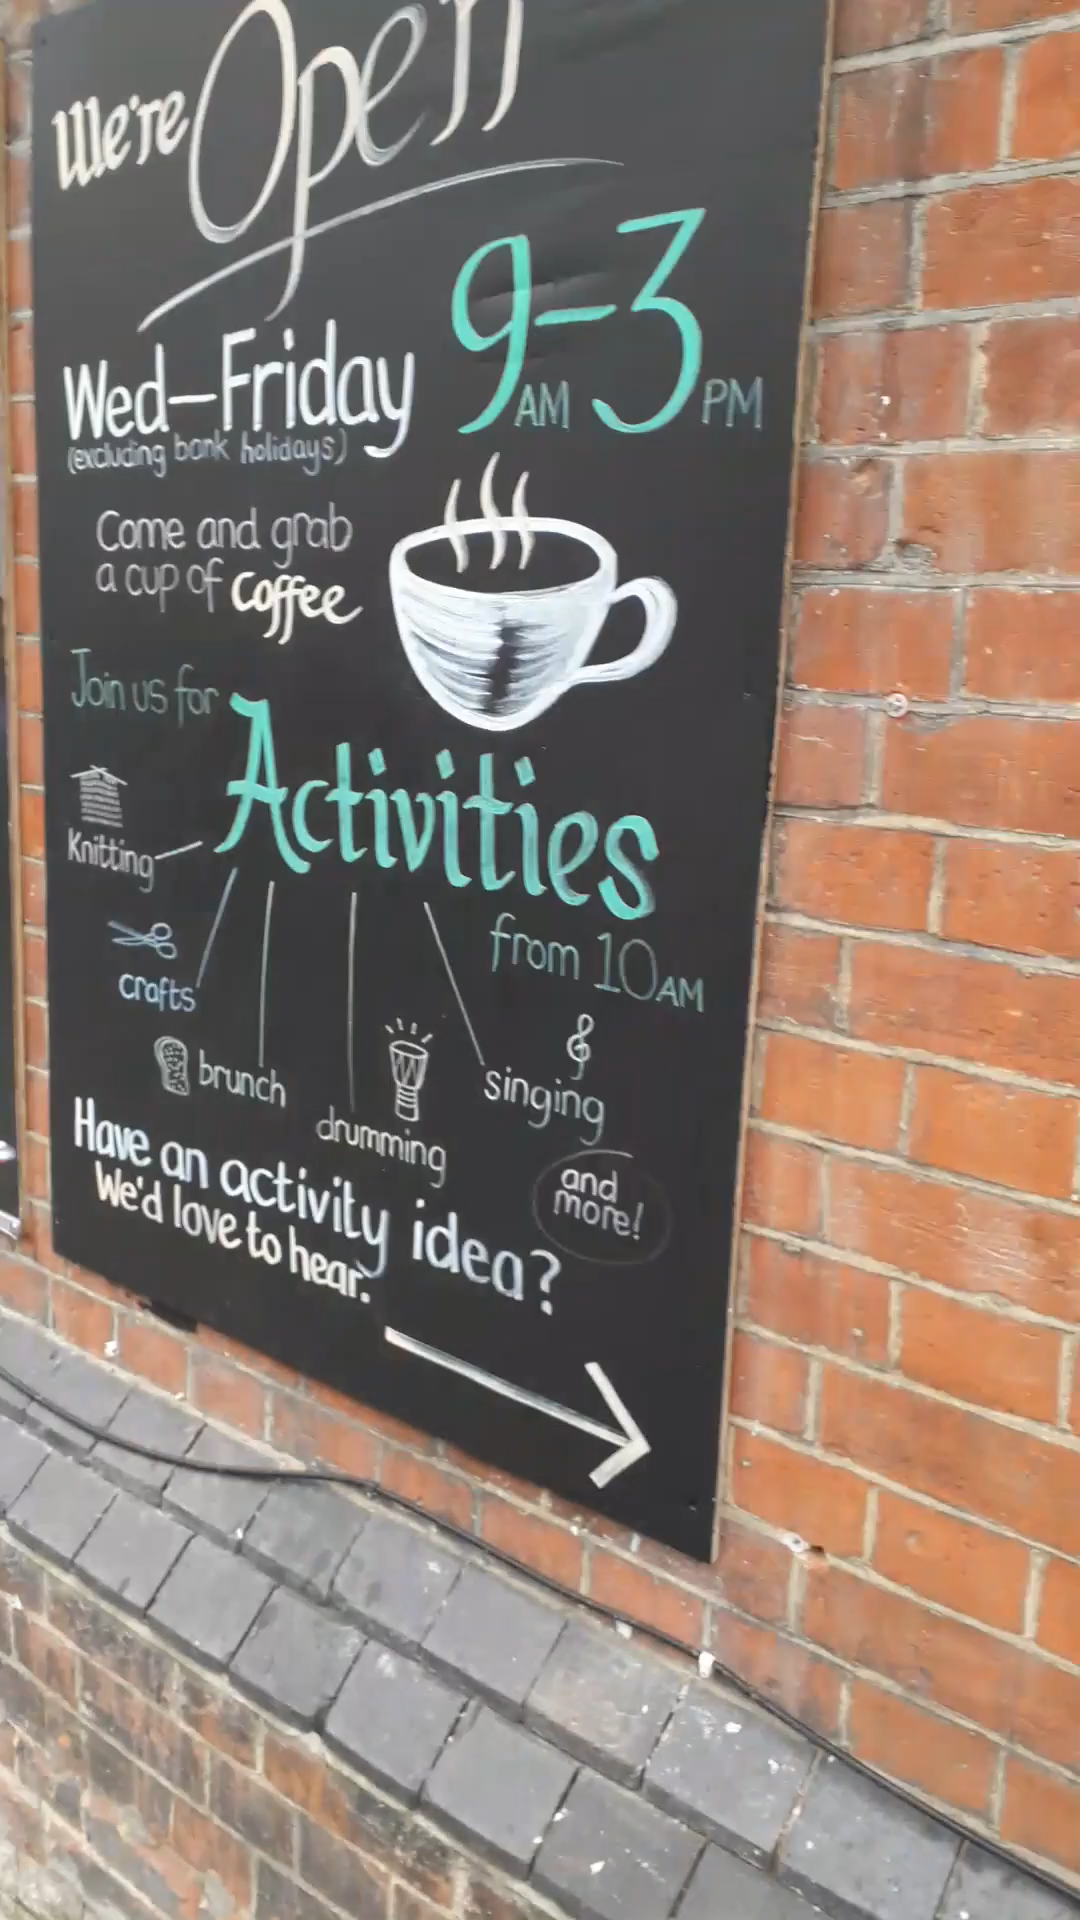 We're Open
Wed–Friday
9AM–3PM
(excluding bank holidays)
Come and grab
a cup of coffee
Join us for
Activities
from 10AM
Knitting
crafts
brunch
drumming
singing
and
more!
Have an activity idea?
We'd love to hear.